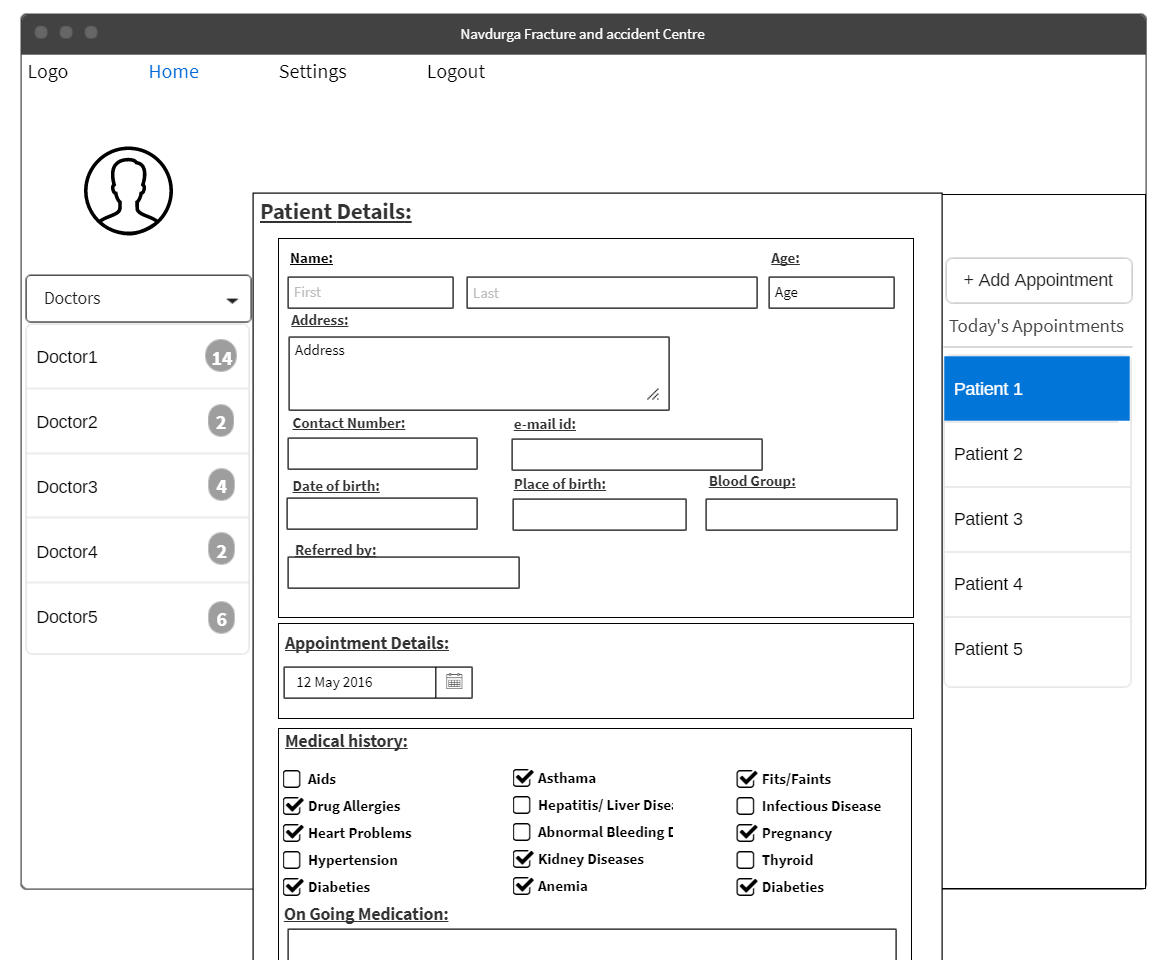 Navdurga Fracture and accident Centre
Logo Home Settings Logout
Patient Details:
Name: Age:
First Last Age
Address:
Address
Contact Number: e-mail id:
Date of birth: Place of birth: Blood Group:
Referred by:
Appointment Details:
12 May 2016
Medical history:
Aids Asthama Fits/Faints
Drug Allergies Hepatitis/ Liver Dise Infectious Disease
Heart Problems Abnormal Bleeding Pregnancy
Hypertension Kidney Diseases Thyroid
Diabeties Anemia Diabeties
On Going Medication:
Doctors
Doctor1 14
Doctor2 2
Doctor3 4
Doctor4 2
Doctor5 6
+ Add Appointment
Today's Appointments
Patient 1
Patient 2
Patient 3
Patient 4
Patient 5